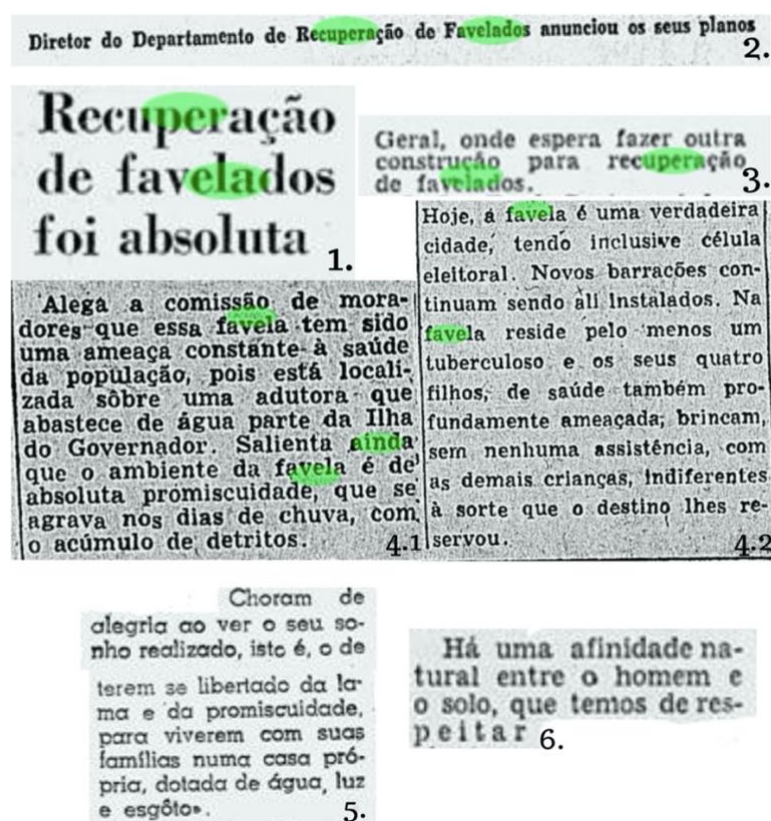 Diretor do Departamento de Recuperação de Favelados anunciou os seus planos
2.
Recuperação
de favelados
foi absoluta
1.
Geral, onde espera fazer outra
construção para recuperação
de favelados.
3.
Alega a comissão de mora-
dores que essa favela tem sido
uma ameaça constante à saúde
da população, pois está locali-
zada sôbre uma adutora que
abastece de água parte da Ilha
do Governador. Salienta ainda
que o ambiente da favela é de
absoluta promiscuidade, que se
agrava nos dias de chuva, com
o acúmulo de detritos.
4.1
Hoje, a favela é uma verdadeira
cidade, tendo inclusive célula
eleitoral. Novos barracões con-
tinuam sendo ali instalados. Na
favela reside pelo menos um
tuberculoso e os seus quatro
filhos, de saúde também pro-
fundamente ameaçada; brincam,
sem nenhuma assistência, com
as demais crianças, indiferentes
à sorte que o destino lhes re-
servou.
4.2
Choram de
alegria ao ver o seu so-
nho realizado, isto é, o de
terem se libertado da la-
ma e da promiscuidade,
para viverem com suas
famílias numa casa pró-
pria, dotada de água, luz
e esgôto».
5.
Há uma afinidade na-
tural entre o homem e
o solo, que temos de res-
peitar
6.